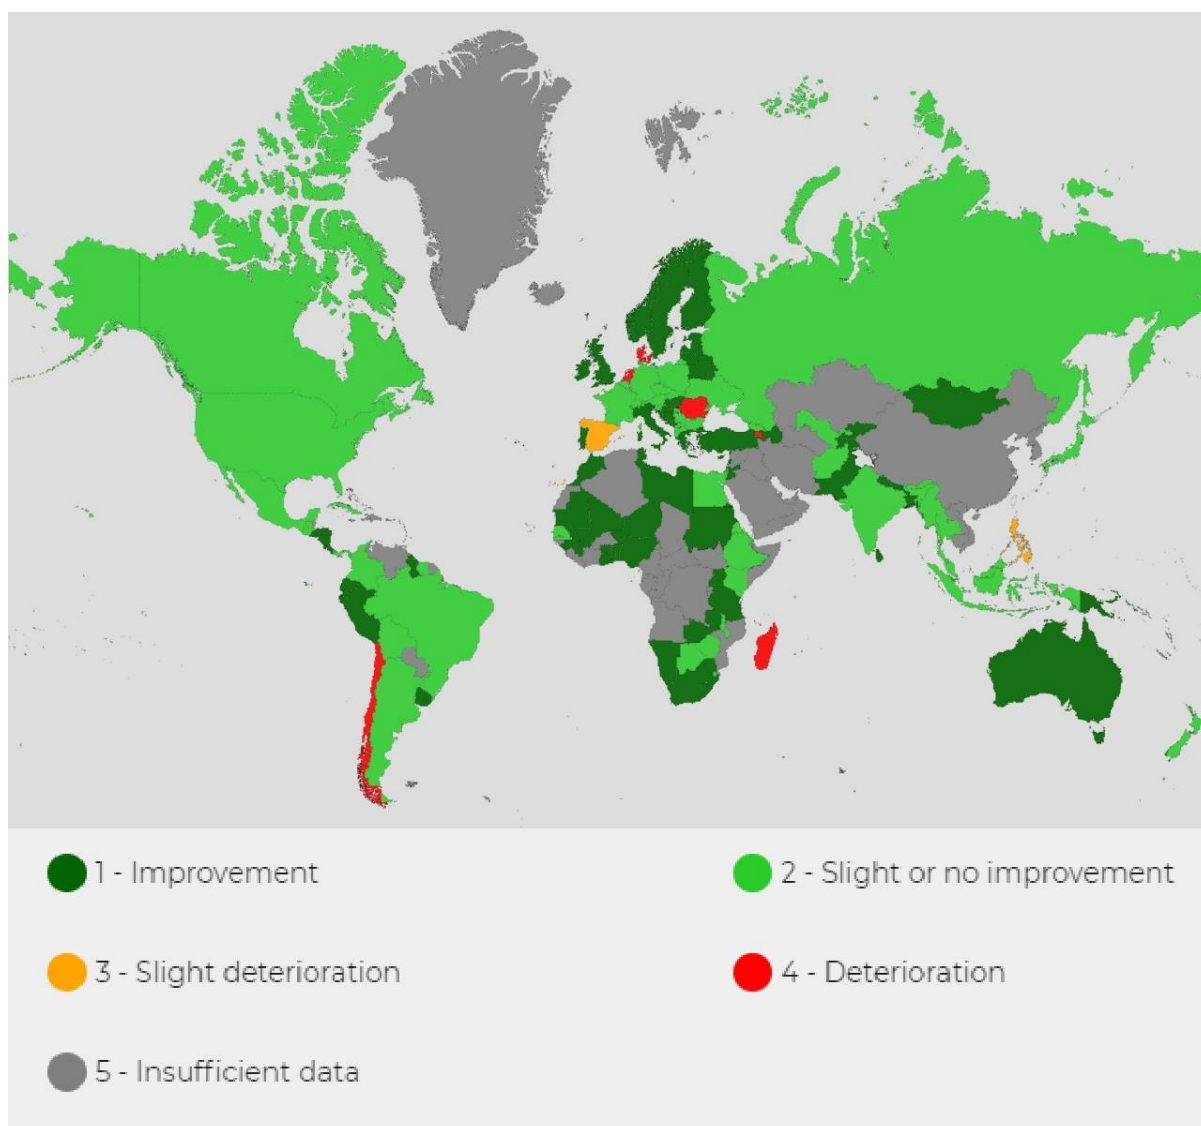 1 - Improvement
2 - Slight or no improvement
3 - Slight deterioration
4 - Deterioration
5 - Insufficient data